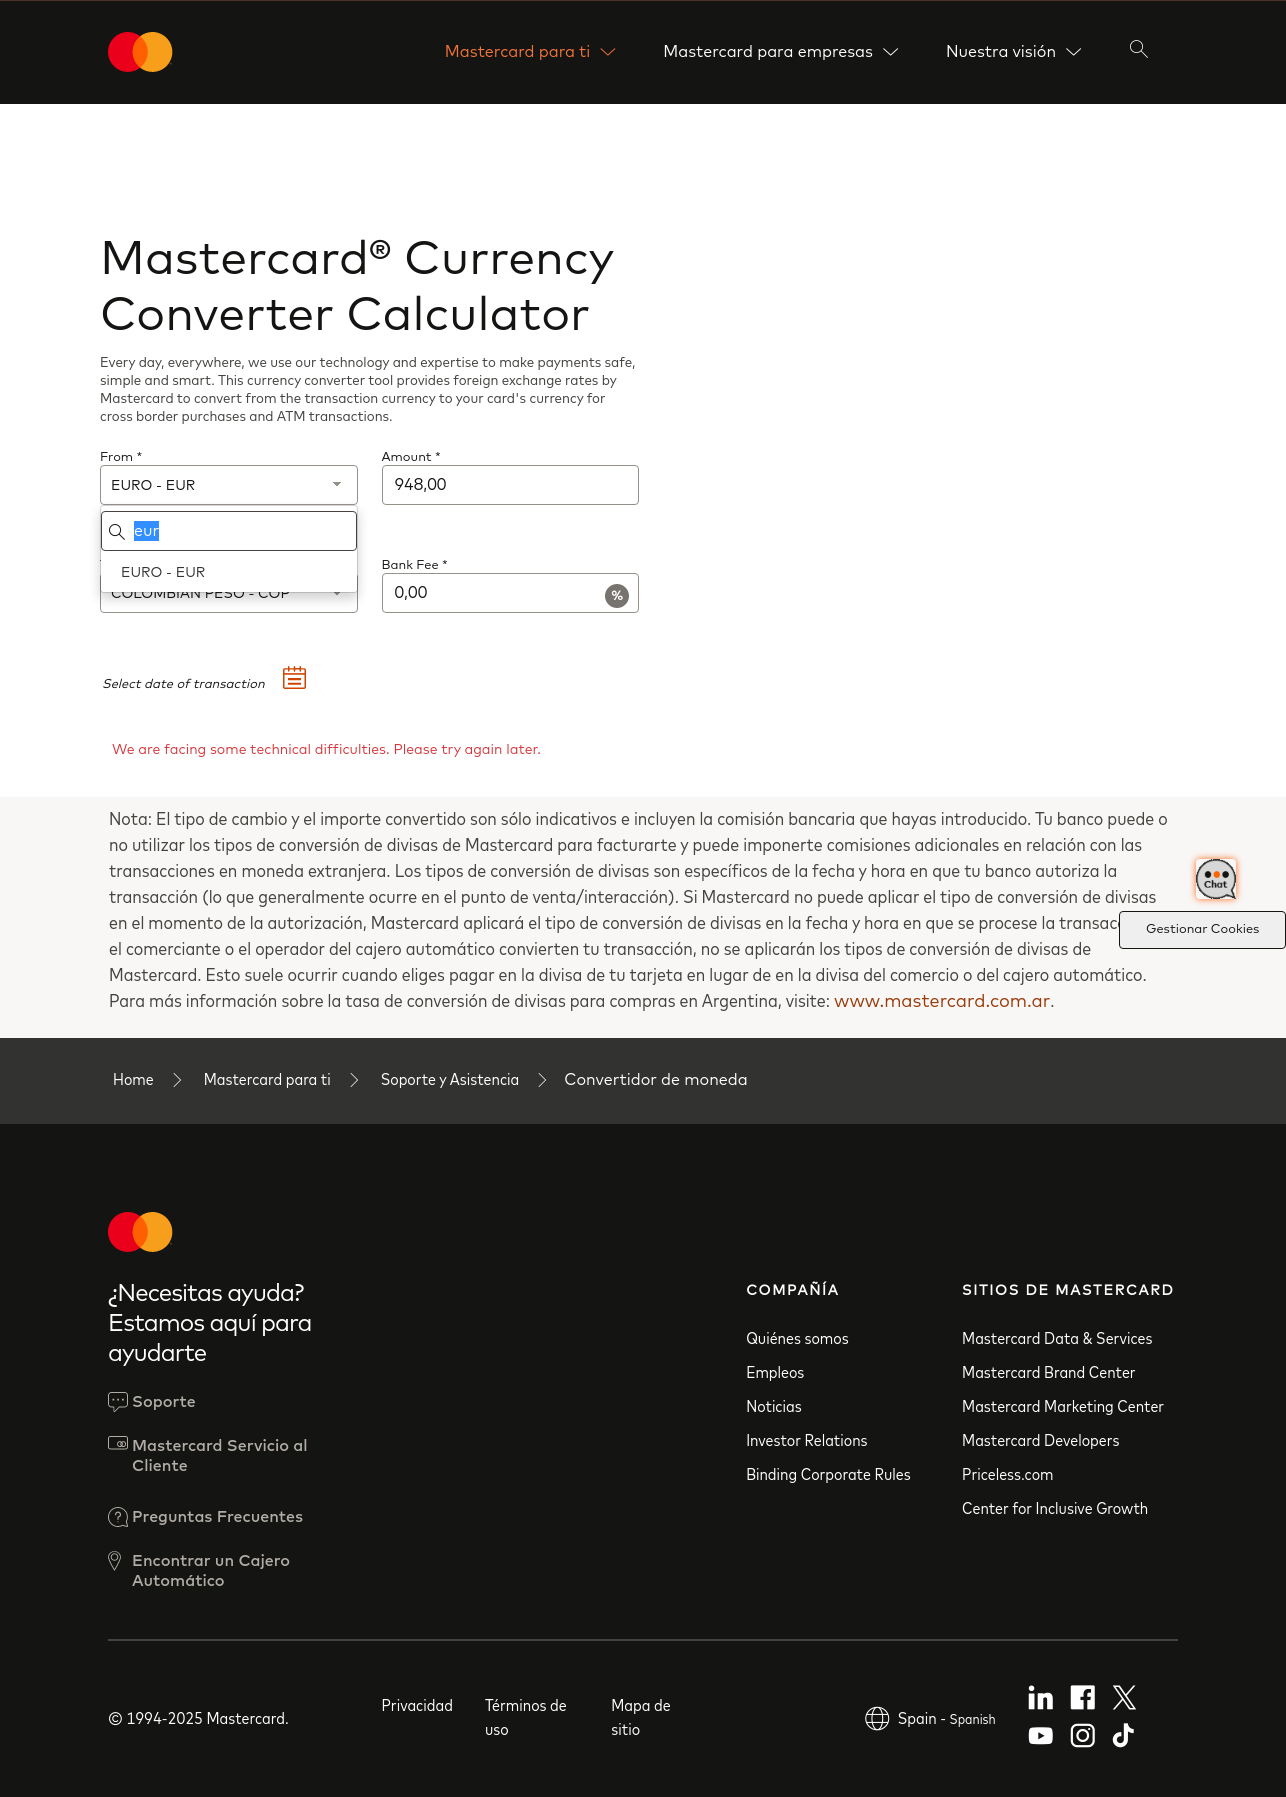 Mastercard para ti
Mastercard para empresas
Nuestra visión
Mastercard® Currency
Converter Calculator
Every day, everywhere, we use our technology and expertise to make payments safe,
simple and smart. This currency converter tool provides foreign exchange rates by
Mastercard to convert from the transaction currency to your card's currency for
cross border purchases and ATM transactions.
From *
Amount *
EURO - EUR
948,00
eur
EURO - EUR
Bank Fee *
COLOMBIAN PESO - COP
0,00
%
Select date of transaction
We are facing some technical difficulties. Please try again later.
Nota: El tipo de cambio y el importe convertido son sólo indicativos e incluyen la comisión bancaria que hayas introducido. Tu banco puede o
no utilizar los tipos de conversión de divisas de Mastercard para facturarte y puede imponerte comisiones adicionales en relación con las
transacciones en moneda extranjera. Los tipos de conversión de divisas son específicos de la fecha y hora en que tu banco autoriza la
transacción (lo que generalmente ocurre en el punto de venta/interacción). Si Mastercard no puede aplicar el tipo de conversión de divisas
en el momento de la autorización, Mastercard aplicará el tipo de conversión de divisas en la fecha y hora en que se procese la transac
el comerciante o el operador del cajero automático convierten tu transacción, no se aplicarán los tipos de conversión de divisas de
Mastercard. Esto suele ocurrir cuando eliges pagar en la divisa de tu tarjeta en lugar de en la divisa del comercio o del cajero automático.
Para más información sobre la tasa de conversión de divisas para compras en Argentina, visite: www.mastercard.com.ar.
Chat
Gestionar Cookies
Home
Mastercard para ti
Soporte y Asistencia
Convertidor de moneda
¿Necesitas ayuda?
Estamos aquí para
ayudarte
Soporte
Mastercard Servicio al
Cliente
Preguntas Frecuentes
Encontrar un Cajero
Automático
COMPAÑÍA
Quiénes somos
Empleos
Noticias
Investor Relations
Binding Corporate Rules
SITIOS DE MASTERCARD
Mastercard Data & Services
Mastercard Brand Center
Mastercard Marketing Center
Mastercard Developers
Priceless.com
Center for Inclusive Growth
© 1994-2025 Mastercard.
Privacidad
Términos de
uso
Mapa de
sitio
Spain - Spanish